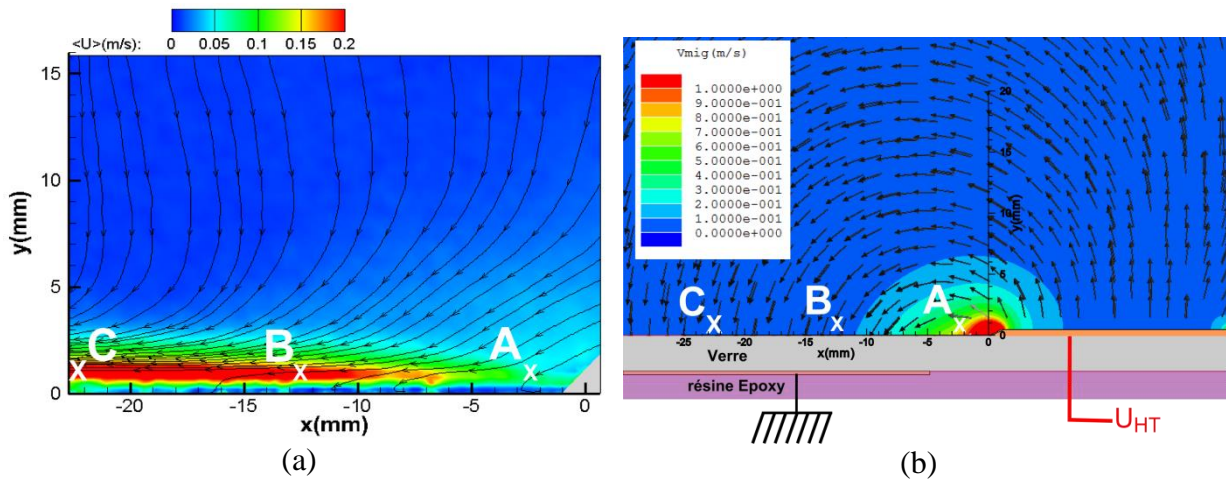 <U>(m/s): 0 0.05 0.1 0.15 0.2
15
10
5
0
y(mm)
-20 -15 -10 -5 0
x(mm)
C B A
(a)
Vmig(m/s)
1.0000e+000
9.0000e-001
8.0000e-001
7.0000e-001
6.0000e-001
5.0000e-001
4.0000e-001
3.0000e-001
2.0000e-001
1.0000e-001
0.0000e+000
20
15
10
5
0
y(mm)
C B A
-25 -20 -15 -10 -5 0
x(mm)
Verre
résine Epoxy
UHT
(b)